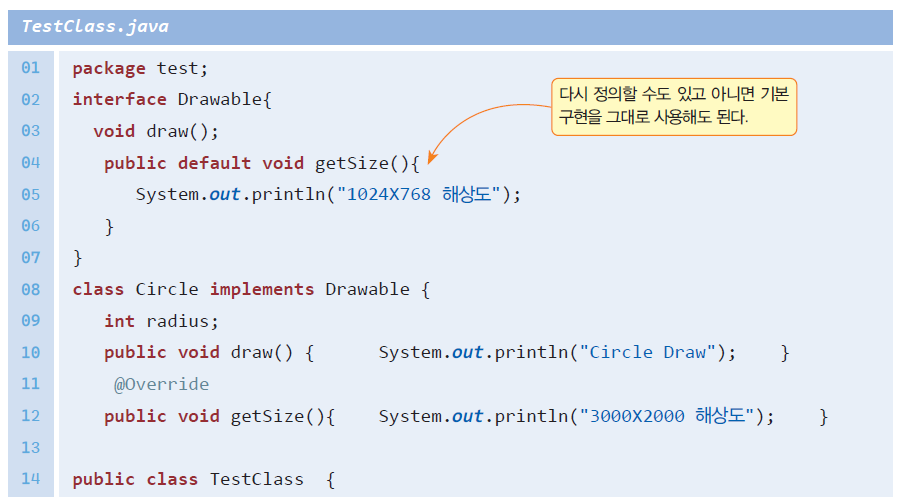 TestClass.java
01 package test;
02 interface Drawable{
03 void draw();
다시 정의할 수도 있고 아니면 기본
구현을 그대로 사용해도 된다.
04 public default void getSize(){
05 System.out.println("1024X768 해상도");
06 }
07 }
08 class Circle implements Drawable {
09 int radius;
10 public void draw() { System.out.println("Circle Draw"); }
11 @Override
12 public void getSize(){ System.out.println("3000X2000 해상도"); }
13
14 public class TestClass {